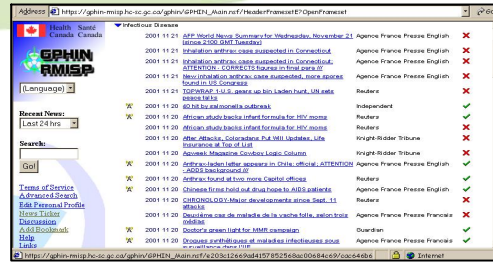 Address https://gphin-rmisp.hc-sc.gc.ca/gphin/GPHIN_Main.nsf/HeaderFrameset?OpenFrameset Go
Health Santé
Canada Canada
GPHIN
RMISP
(Language)
Recent News:
Last 24 hrs
Search:
Go!
Terms of Service
Advanced Search
Edit Personal Profile
News Ticker
Discussion
Add Bookmark
Help
Links
Infectious Disease
2001 11 21 AFP World News Summary for Wednesday, November 21 Agence France Presse English
(since 2100 GMT Tuesday)
2001 11 21 Inhalation anthrax case suspected in Connecticut Agence France Presse English
2001 11 21 Inhalation anthrax case suspected in Connecticut; Agence France Presse English
ATTENTION - CORRECTS figures in final para ///
2001 11 21 New inhalation anthrax case suspected, more spores Agence France Presse English
found in US Congress
2001 11 21 TOPWRAP 1-U.S. gears up bin Laden hunt, UN sets Reuters
peace talks
2001 11 20 40 hit by salmonella outbreak Independent
2001 11 20 African study backs infant formula for HIV moms Reuters
2001 11 20 African study backs infant formula for HIV moms Reuters
2001 11 20 After Attacks, Coloradans Put Will Updates, Life Knight-Ridder Tribune
Insurance at Top of List
2001 11 20 Agweek Magazine Cowboy Logic Column Knight-Ridder Tribune
2001 11 20 Anthrax-laden letter appears in Chile: official; ATTENTION Agence France Presse English
- ADDS background ///
2001 11 20 Anthrax found at two more Capitol offices Reuters
2001 11 20 Chinese firms hold out drug hope to AIDS patients Agence France Presse English
2001 11 20 CHRONOLOGY-Major developments since Sept. 11 Reuters
attacks
2001 11 20 Deuxième cas de maladie de la vache folle, selon trois Agence France Presse Francais
médias
2001 11 20 Doctor's green light for MMR campaign Guardian
2001 11 20 Drogues synthétiques et maladies infectieuses sous Agence France Presse Francais
surveillance dans l'UE
Internet